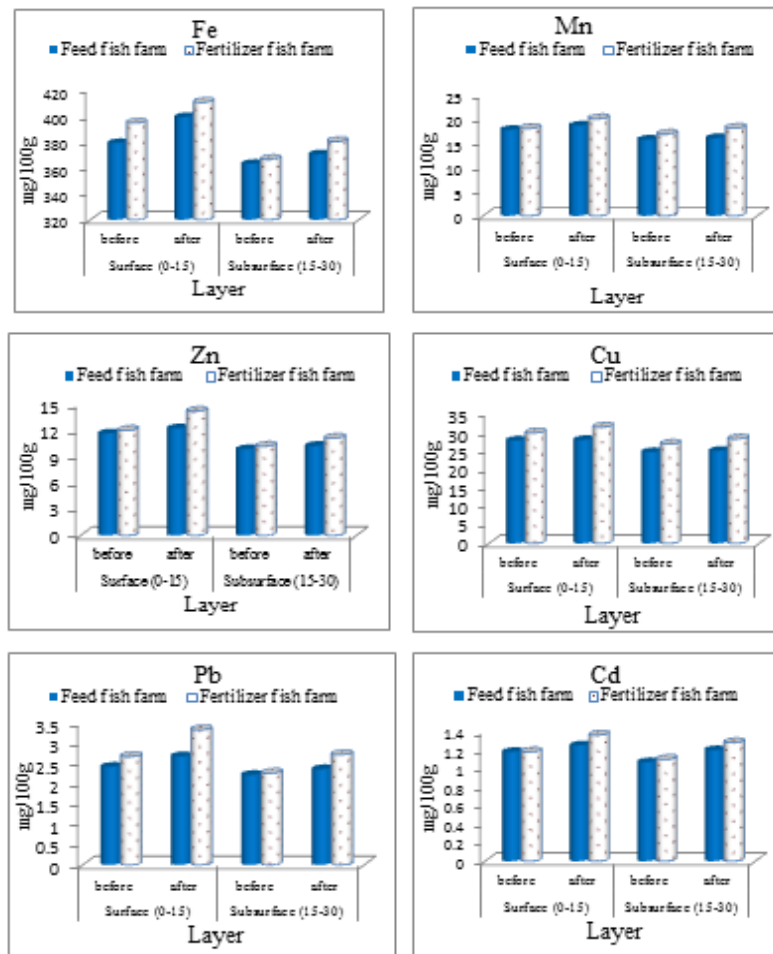 Fe
Feed fish farm Fertilizer fish farm
mg/100g
420
400
380
360
340
320
before after before after
Surface (0-15) Subsurface (15-30)
Layer
Mn
Feed fish farm Fertilizer fish farm
mg/100g
25
20
15
10
5
0
before after before after
Surface (0-15) Subsurface (15-30)
Layer
Zn
Feed fish farm Fertilizer fish farm
mg/100g
15
12
9
6
3
0
before after before after
Surface (0-15) Subsurface (15-30)
Layer
Cu
Feed fish farm Fertilizer fish farm
mg/100g
35
30
25
20
15
10
5
0
before after before after
Surface (0-15) Subsurface (15-30)
Layer
Pb
Feed fish farm Fertilizer fish farm
mg/100g
3.5
3
2.5
2
1.5
1
0.5
0
before after before after
Surface (0-15) Subsurface (15-30)
Layer
Cd
Feed fish farm Fertilizer fish farm
mg/100g
1.4
1.2
1
0.8
0.6
0.4
0.2
0
before after before after
Surface (0-15) Subsurface (15-30)
Layer